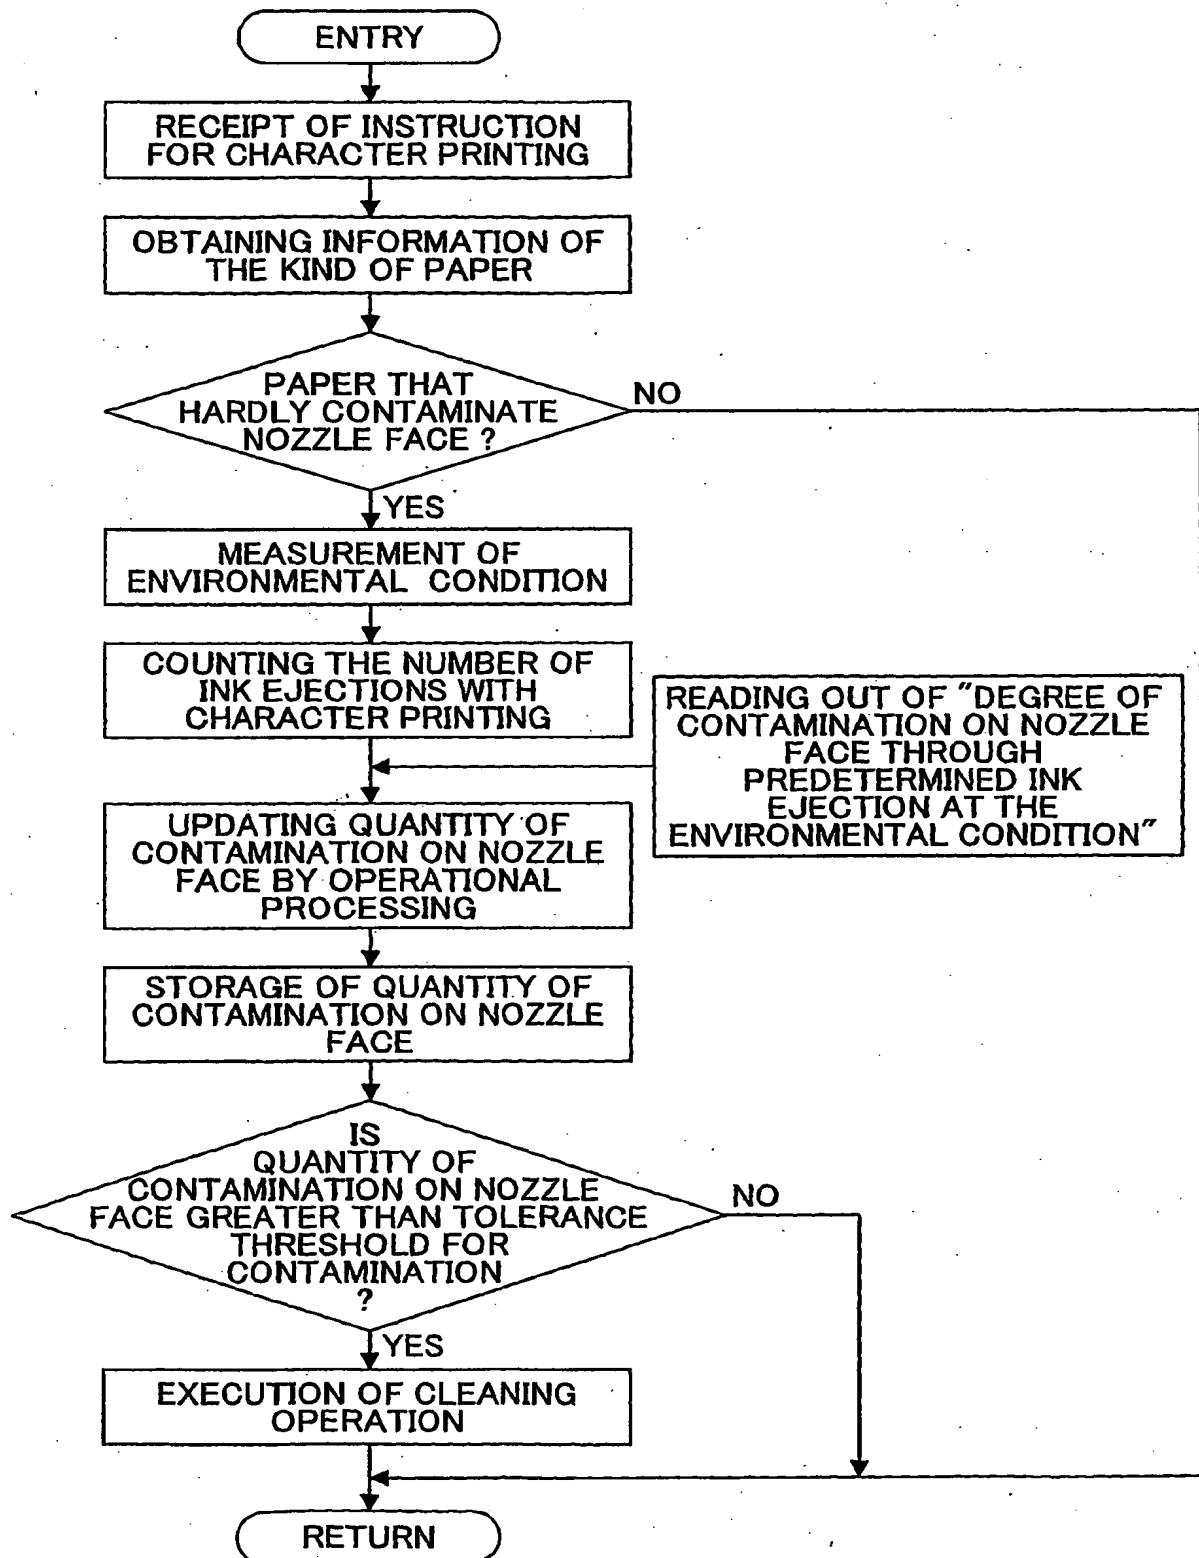 ENTRY
RECEIPT OF INSTRUCTION
FOR CHARACTER PRINTING
OBTAINING INFORMATION OF
THE KIND OF PAPER
PAPER THAT
HARDLY CONTAMINATE
NOZZLE FACE ?
NO
YES
MEASUREMENT OF
ENVIRONMENTAL CONDITION
COUNTING THE NUMBER OF
INK EJECTIONS WITH
CHARACTER PRINTING
READING OUT OF "DEGREE OF
CONTAMINATION ON NOZZLE
FACE THROUGH
PREDETERMINED INK
EJECTION AT THE
ENVIRONMENTAL CONDITION"
UPDATING QUANTITY OF
CONTAMINATION ON NOZZLE
FACE BY OPERATIONAL
PROCESSING
STORAGE OF QUANTITY OF
CONTAMINATION ON NOZZLE
FACE
IS
QUANTITY OF
CONTAMINATION ON NOZZLE
FACE GREATER THAN TOLERANCE
THRESHOLD FOR
CONTAMINATION
?
NO
YES
EXECUTION OF CLEANING
OPERATION
RETURN